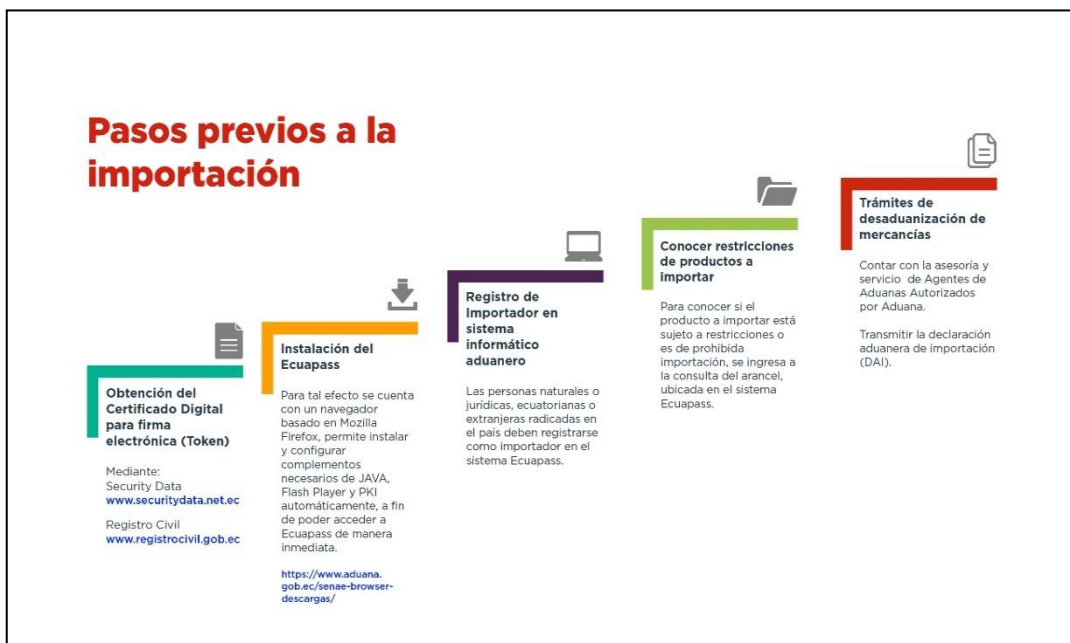 Pasos previos a la
importación
Obtención del
Certificado Digital
para firma
electrónica (Token)
Mediante:
Security Data
www.securitydata.net.ec
Registro Civil
www.registrocivil.gob.ec
Instalación del
Ecuapass
Para tal efecto se cuenta
con un navegador
basado en Mozilla
Firefox, permite instalar
y configurar
complementos
necesarios de JAVA,
Flash Player y PKI
automáticamente, a fin
de poder acceder a
Ecuapass de manera
inmediata.
https://www.aduana.
gob.ec/senae-browser-
descargas/
Registro de
Importador en
sistema
informático
aduanero
Las personas naturales o
jurídicas, ecuatorianas o
extranjeras radicadas en
el país deben registrarse
como importador en el
sistema Ecuapass.
Conocer restricciones
de productos a
importar
Para conocer si el
producto a importar está
sujeto a restricciones o
es de prohibida
importación, se ingresa a
la consulta del arancel,
ubicada en el sistema
Ecuapass.
Trámites de
desaduanización de
mercancías
Contar con la asesoría y
servicio de Agentes de
Aduanas Autorizados
por Aduana.
Transmitir la declaración
aduanera de importación
(DAI).